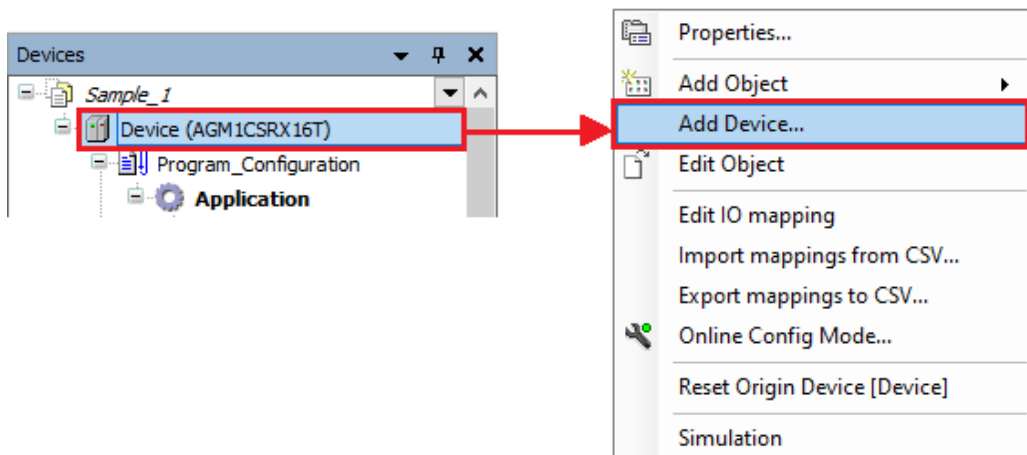 Devices
Sample_1
Device (AGM1CSRX16T)
Program_Configuration
Application
Properties...
Add Object
Add Device...
Edit Object
Edit IO mapping
Import mappings from CSV...
Export mappings to CSV...
Online Config Mode...
Reset Origin Device [Device]
Simulation